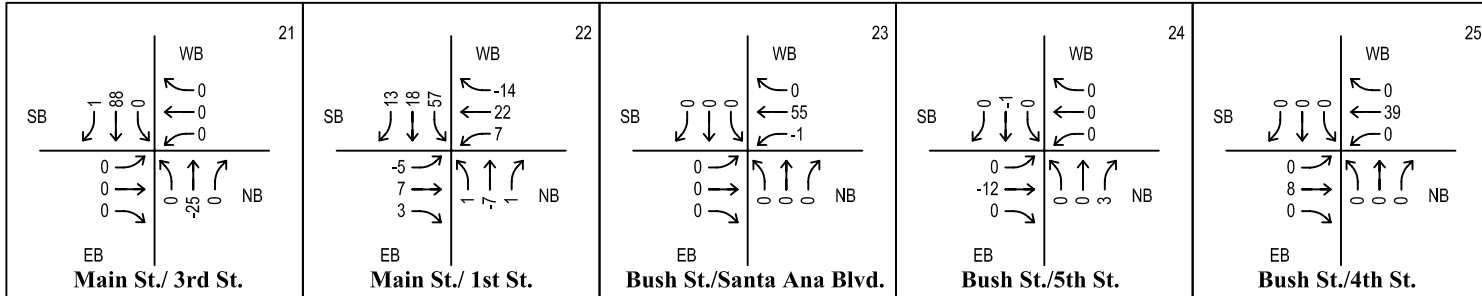 21
WB
0
0
0
SB
1 88 0
0
0
0
0 -25 0
NB
EB
Main St./ 3rd St.
22
WB
-14
22
7
SB
13 18 57
-5
7
3
1 -7 1
NB
EB
Main St./ 1st St.
23
WB
0
55
-1
SB
0 0 0
0
0
0
0 0 0
NB
EB
Bush St./Santa Ana Blvd.
24
WB
0
0
0
SB
0 -1 0
0
-12
0
0 0 3
NB
EB
Bush St./5th St.
25
WB
0
39
0
SB
0 0 0
0
8
0
0 0 0
NB
EB
Bush St./4th St.